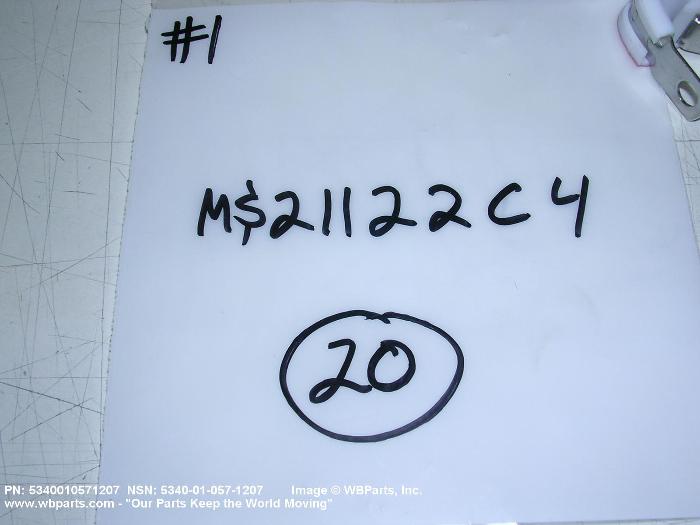 #1
M$21122C4
20
PN: 5340010571207 NSN: 5340-01-057-1207 Image © WBParts, Inc.
www.wbparts.com - "Our Parts Keep the World Moving"